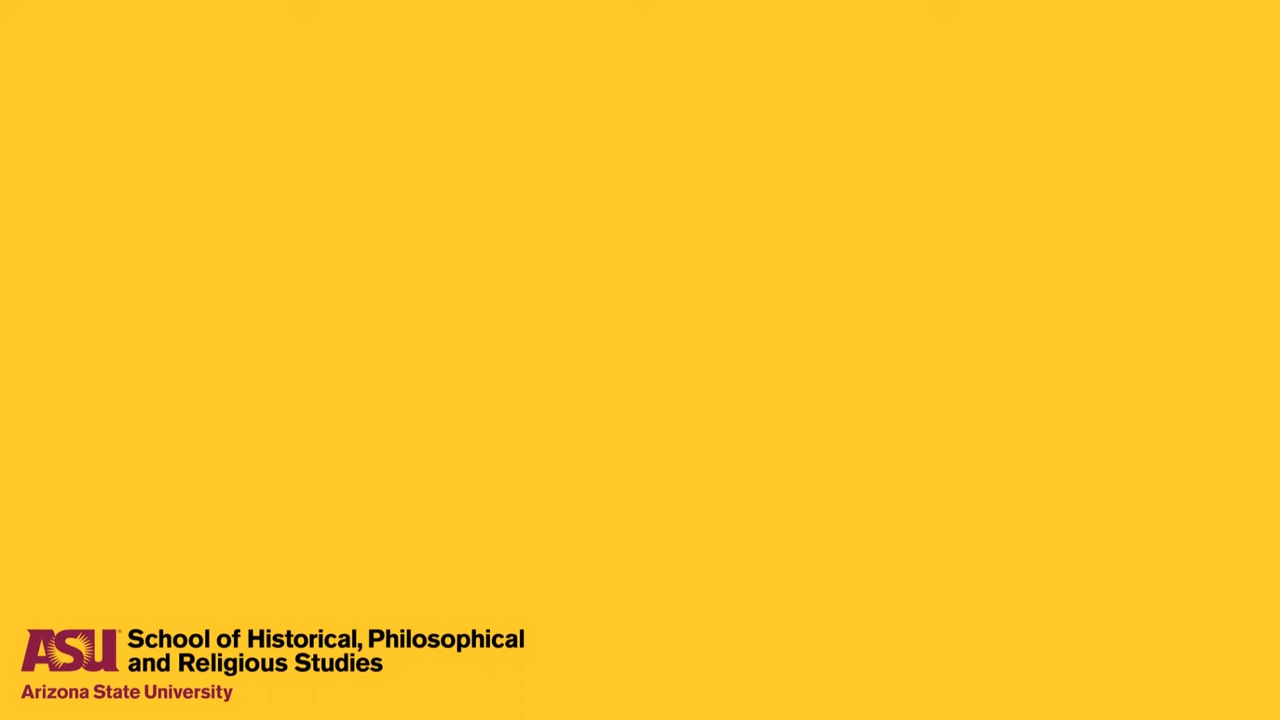 ASU School of Historical, Philosophical
and Religious Studies
Arizona State University